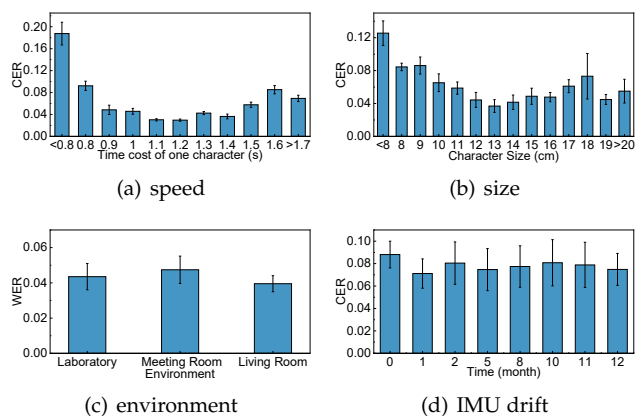 CER
0.20
0.16
0.12
0.08
0.04
0.00
<0.8 0.8 0.9 1 1.1 1.2 1.3 1.4 1.5 1.6 >1.7
Time cost of one character (s)
(a) speed
CER
0.12
0.08
0.04
0.00
<8 8 9 10 11 12 13 14 15 16 17 18 19 >20
Character Size (cm)
(b) size
WER
0.06
0.04
0.02
0.00
Laboratory Meeting Room Living Room
Environment
(c) environment
CER
0.10
0.08
0.06
0.04
0.02
0.00
0 1 2 5 8 10 11 12
Time (month)
(d) IMU drift